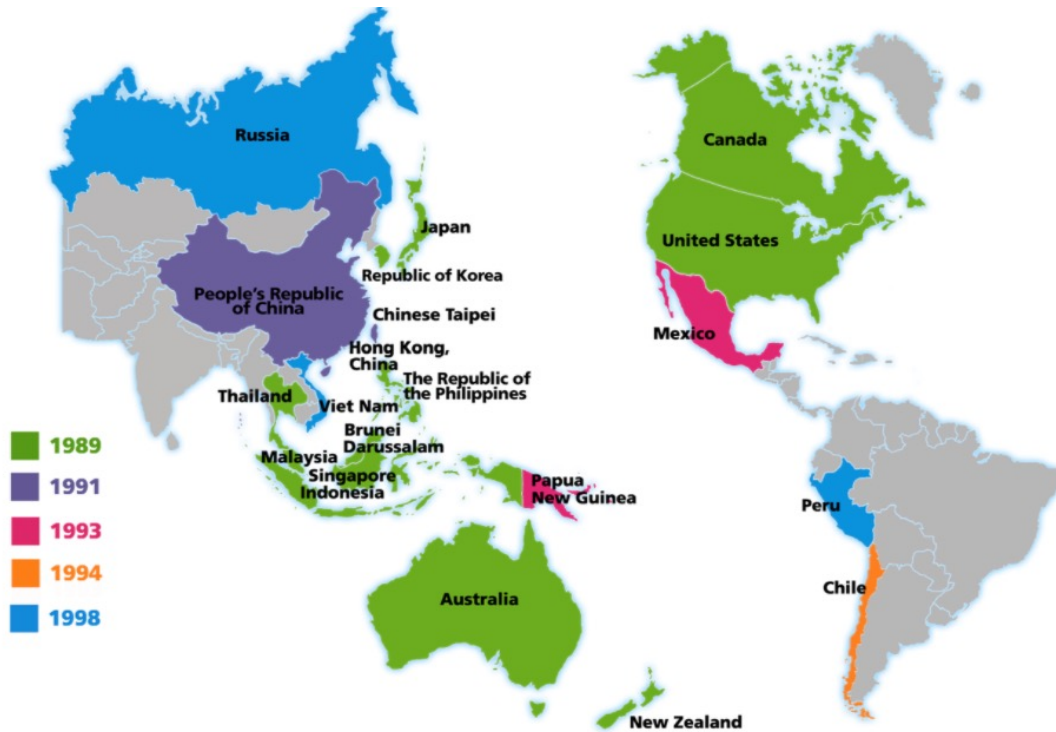 Russia
Canada
Japan
United States
Republic of Korea
People's Republic
of China
Chinese Taipei
Mexico
Hong Kong,
China
The Republic of
the Philippines
Thailand
Viet Nam
Brunei
Darussalam
Malaysia
Singapore
Indonesia
Papua
New Guinea
Peru
Chile
Australia
New Zealand
1989
1991
1993
1994
1998